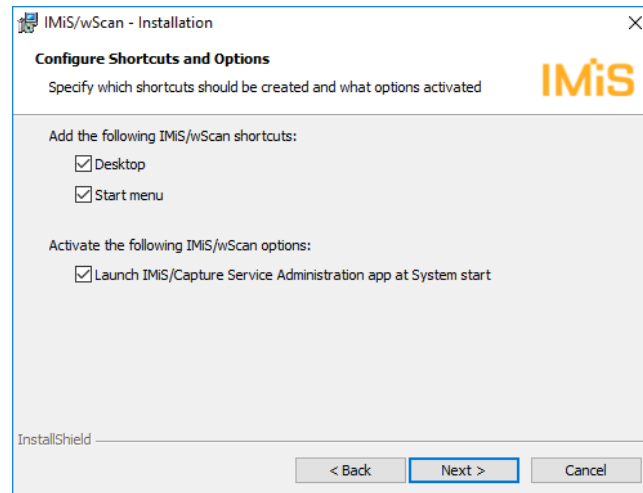 IMiS/wScan - Installation
Configure Shortcuts and Options
Specify which shortcuts should be created and what options activated
IMiS
Add the following IMiS/wScan shortcuts:
Desktop
Start menu
Activate the following IMiS/wScan options:
Launch IMiS/Capture Service Administration app at System start
InstallShield
< Back Next > Cancel